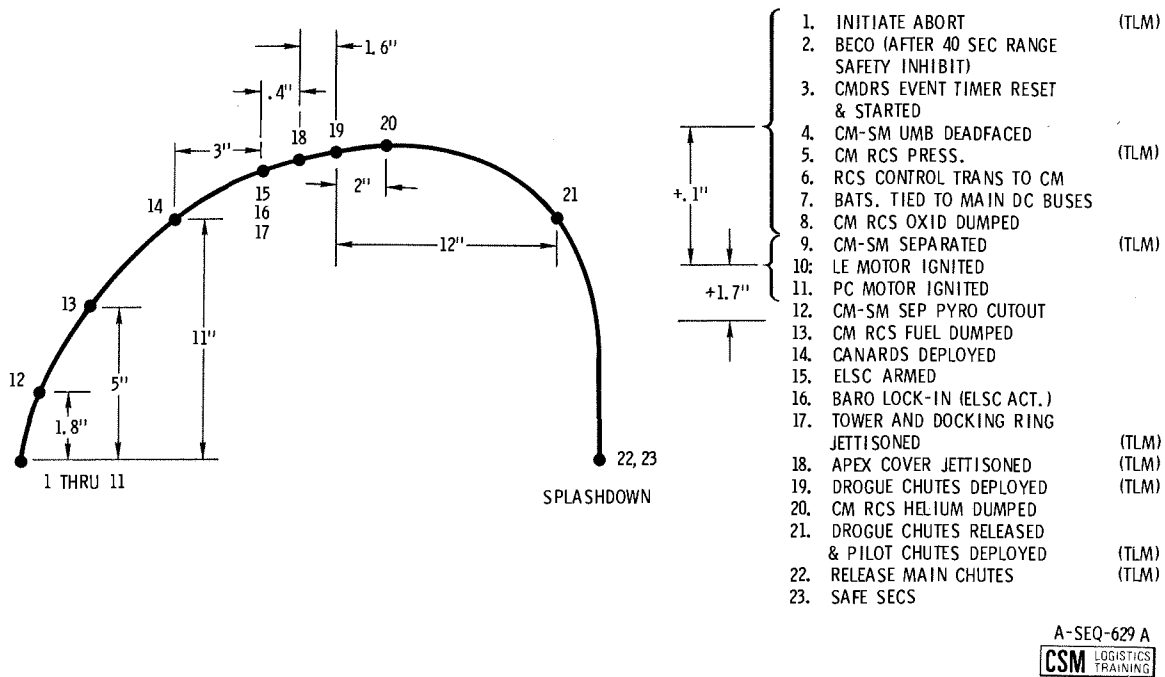 1.6"
.4"
3"
18
19
20
2"
15
16
17
14
21
12"
13
11"
5"
12
1.8"
1 THRU 11
22, 23
SPLASHDOWN
+.1"
+1.7"
1. INITIATE ABORT (TLM)
2. BECO (AFTER 40 SEC RANGE
SAFETY INHIBIT)
3. CMDRS EVENT TIMER RESET
& STARTED
4. CM-SM UMB DEADFACED
5. CM RCS PRESS. (TLM)
6. RCS CONTROL TRANS TO CM
7. BATS. TIED TO MAIN DC BUSES
8. CM RCS OXID DUMPED
9. CM-SM SEPARATED (TLM)
10: LE MOTOR IGNITED
11. PC MOTOR IGNITED
12. CM-SM SEP PYRO CUTOUT
13. CM RCS FUEL DUMPED
14. CANARDS DEPLOYED
15. ELSC ARMED
16. BARO LOCK-IN (ELSC ACT.)
17. TOWER AND DOCKING RING
JETTISONED (TLM)
18. APEX COVER JETTISONED (TLM)
19. DROGUE CHUTES DEPLOYED (TLM)
20. CM RCS HELIUM DUMPED
21. DROGUE CHUTES RELEASED
& PILOT CHUTES DEPLOYED (TLM)
22. RELEASE MAIN CHUTES (TLM)
23. SAFE SECS
A-SEQ-629 A
CSM LOGISTICS
TRAINING